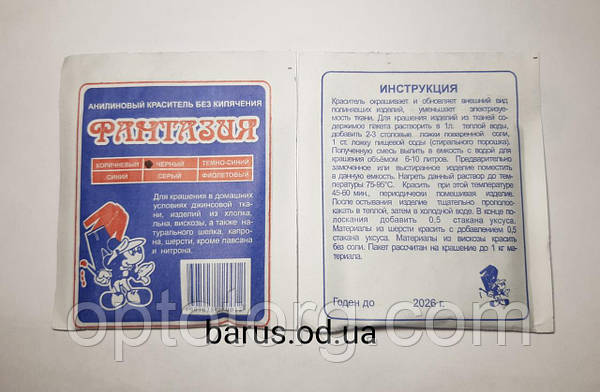 АНИЛИНОВЫЙ КРАСИТЕЛЬ БЕЗ КИПЯЧЕНИЯ
ФАНТАЗИЯ
КОРИЧНЕВЫЙ ЧЕРНЫЙ ТЕМНО-СИНИЙ
СИНИЙ СЕРЫЙ ФИОЛЕТОВЫЙ
Для крашения в домашних
условиях джинсовой тка-
ни, изделий из хлопка,
льна, вискозы, а также на-
турального шелка, капро-
на, шерсти, кроме лавсана
и нитрона.
ИНСТРУКЦИЯ
Краситель окрашивает и обновляет внешний вид
полинявших изделий, уменьшает электризуе-
мость ткани. Для крашения изделий из тканей со-
держимое пакета растворить в 1л. теплой воды,
добавить 2-3 столовые ложки поваренной соли,
1 ст. ложку пищевой соды (стирального порошка).
Полученную смесь вылить в емкость с водой для
крашения объёмом 6-10 литров. Предварительно
замоченное или выстиранное изделие поместить
в данную емкость. Нагреть данный раствор до тем-
пературы 75-85°С. Красить при этой температуре
45-60 мин., периодически помешивая изделие.
После остывания изделие тщательно прополо-
скать в теплой, затем в холодной воде. В конце по-
лоскания добавить 0,5 стакана уксуса.
Материалы из шерсти красить с добавлением 0,5
стакана уксуса. Материалы из вискозы красить
без соли. Пакет рассчитан на крашение до 1 кг ма-
териала.
Годен до 2026 г.
barus.od.ua
optotorg.com